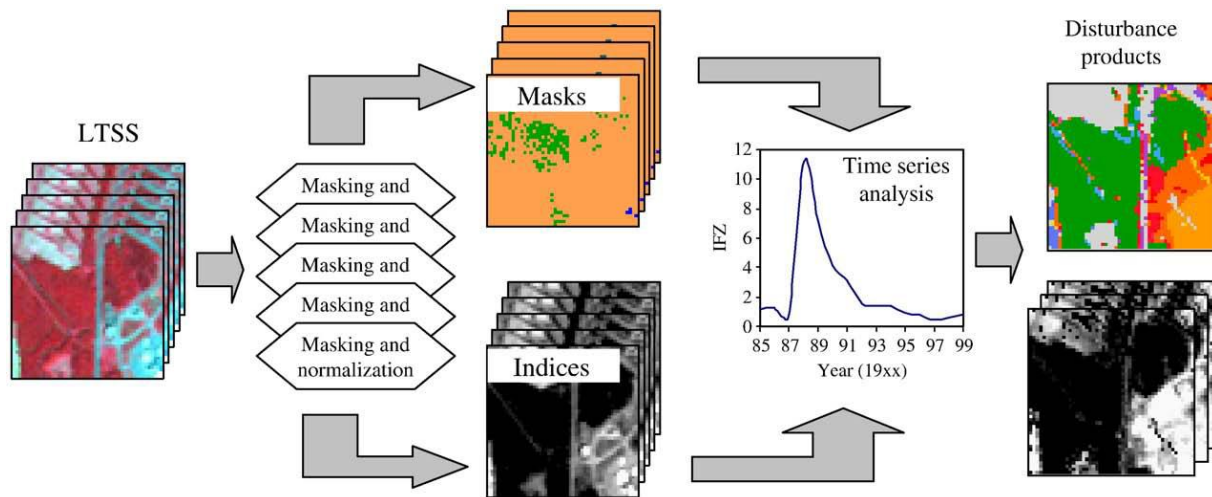 LTSS
Masking and
Masking and
Masking and
Masking and
Masking and
normalization
Masks
Indices
Time series
analysis
IFZ
12
10
8
6
4
2
0
85 87 89 91 93 95 97 99
Year (19xx)
Disturbance
products